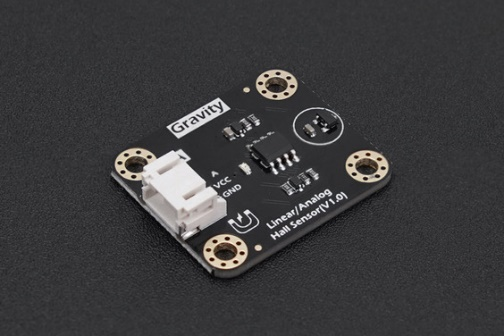 Gravity
A
VCC
GND
Linear/Analog
Hall Sensor(V1.0)